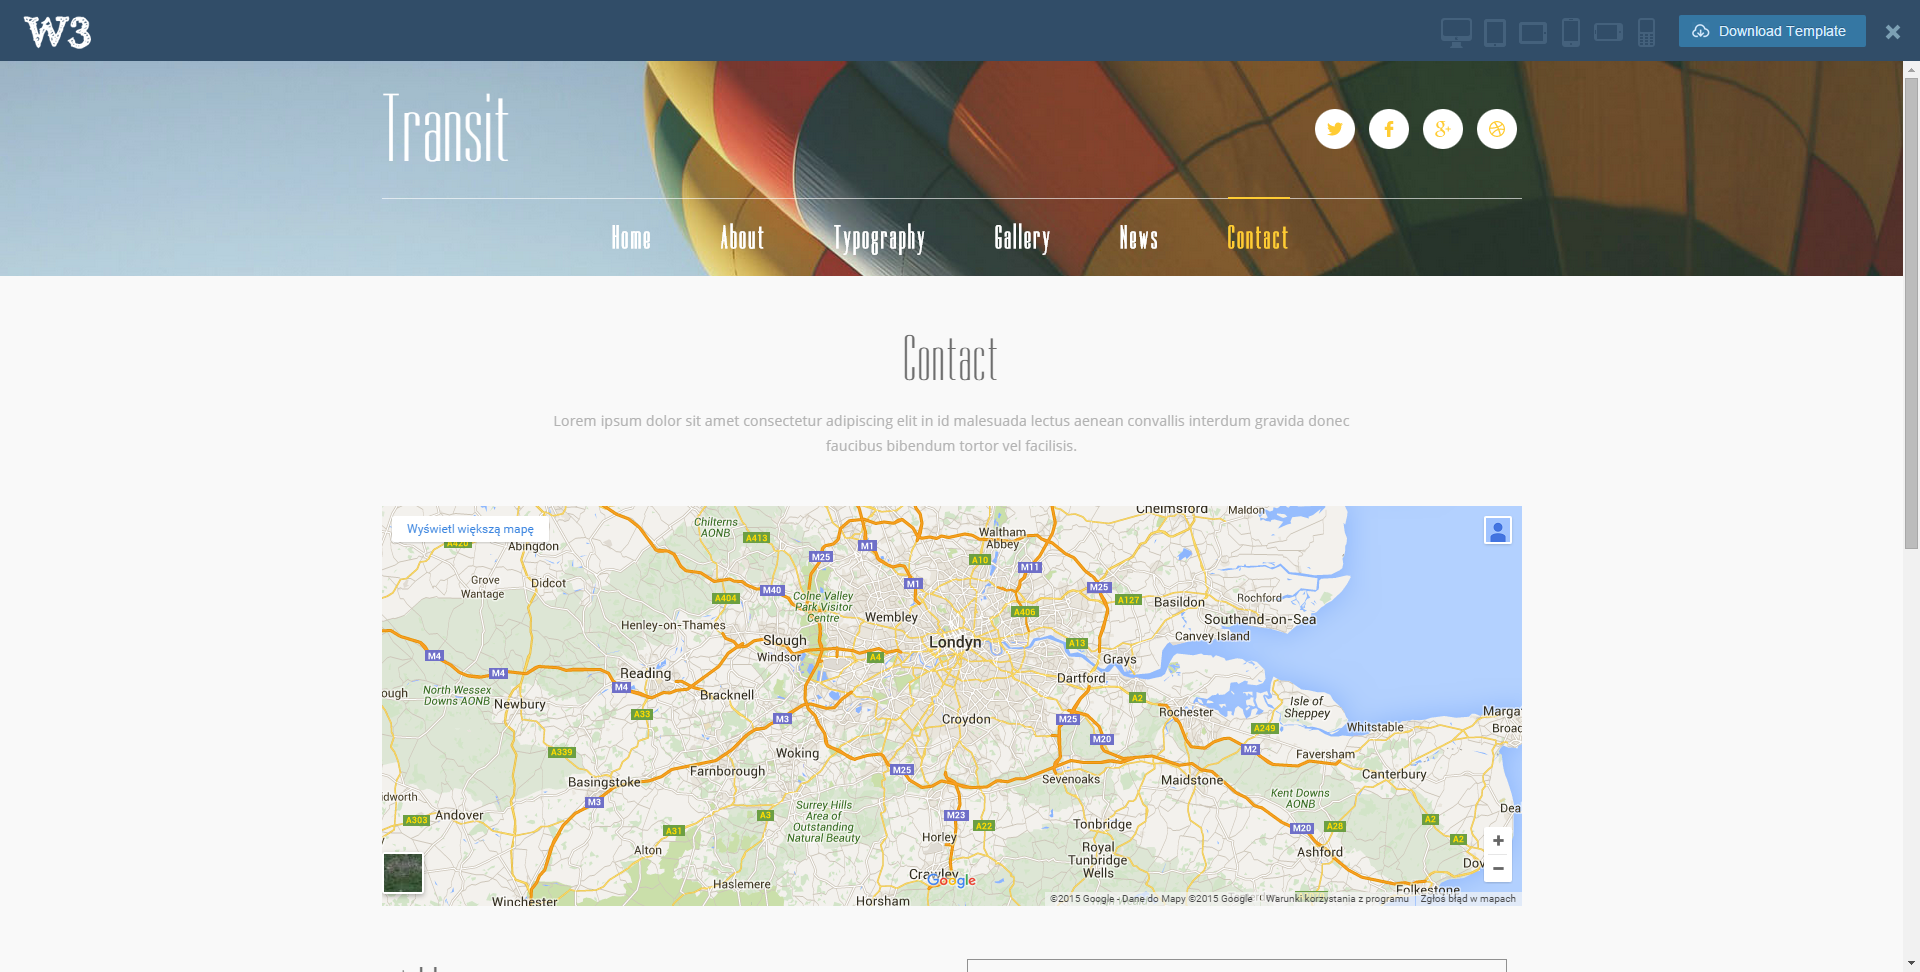 W3
Download Template
Transit
Home About Typography Gallery News Contact
Contact
Lorem ipsum dolor sit amet consectetur adipiscing elit in id malesuada lectus aenean convallis interdum gravida donec
faucibus bibendum tortor vel facilisis.
Wyświetl większą mapę
Chelmsford
Maldon
Chilterns
AONB
A413
M1
Waltham
Abbey
A420
Abingdon
M25
A10
M11
Grove
Wantage
Didcot
M40
M1
M25
A404
Colne Valley
Park Visitor
Centre
A127
Basildon
Rochford
A406
Wembley
Southend-on-Sea
Henley-on-Thames
Slough
Londyn
A13
Canvey Island
M4
Windsor
A4
Grays
M4
Reading
M4
Dartford
ough
North Wessex
Downs AONB
Newbury
Bracknell
A2
Isle of
Sheppey
A33
M3
Croydon
M25
Rochester
A249
Whitstable
Margat
Broad
A339
Woking
M20
M2
Faversham
Basingstoke
Farnborough
M25
Sevenoaks
Maidstone
Canterbury
idworth
M3
Surrey Hills
Area of
Outstanding
Natural Beauty
Kent Downs
AONB
Dea
A303
Andover
A3
M23
A22
Tonbridge
M20
A28
A2
A31
Horley
A2
Alton
Royal
Tunbridge
Wells
Ashford
Dov
Haslemere
Crawley
Google
Folkestone
Winchester
Horsham
©2015 Google - Dane do Mapy ©2015 Google
Warunki korzystania z programu
Zgłoś błąd w mapach